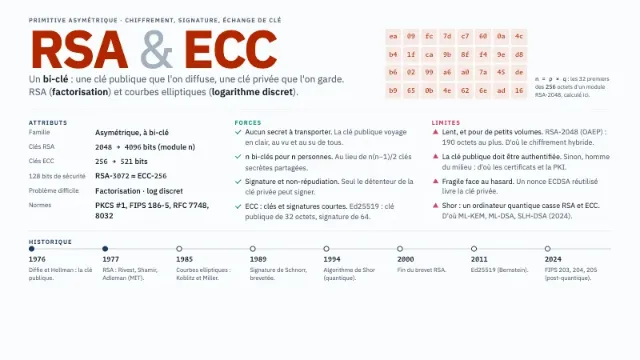 PRIMITIVE ASYMÉTRIQUE · CHIFFREMENT, SIGNATURE, ÉCHANGE DE CLÉ
RSA & ECC
Un bi-clé : une clé publique que l'on diffuse, une clé privée que l'on garde.
RSA (factorisation) et courbes elliptiques (logarithme discret).
ea 09 fc 7d c7 60 0a 4c
b4 1f ca 9b 8f f4 9e d8
b6 02 99 a6 a0 7a 45 de
b9 65 0b 4e 62 6e ad 16
n = p × q : les 32 premiers
des 256 octets d'un module
RSA-2048, calculé ici.
ATTRIBUTS
Famille Asymétrique, à bi-clé
Clés RSA 2048 → 4096 bits (module n)
Clés ECC 256 → 521 bits
128 bits de sécurité RSA-3072 = ECC-256
Problème difficile Factorisation · log discret
Normes PKCS #1, FIPS 186-5, RFC 7748,
8032
FORCES
Aucun secret à transporter. La clé publique voyage
en clair, au vu et au su de tous.
n bi-clés pour n personnes. Au lieu de n(n−1)/2 clés
secrètes partagées.
Signature et non-répudiation. Seul le détenteur de la
clé privée peut signer.
ECC : clés et signatures courtes. Ed25519 : clé
publique de 32 octets, signature de 64.
LIMITES
Lent, et pour de petits volumes. RSA-2048 (OAEP) :
190 octets au plus. D'où le chiffrement hybride.
La clé publique doit être authentifiée. Sinon, homme
du milieu : d'où les certificats et la PKI.
Fragile face au hasard. Un nonce ECDSA réutilisé
livre la clé privée.
Shor : un ordinateur quantique casse RSA et ECC.
D'où ML-KEM, ML-DSA, SLH-DSA (2024).
HISTORIQUE
1976
Diffie et Hellman : la clé
publique.
1977
RSA : Rivest, Shamir,
Adleman (MIT).
1985
Courbes elliptiques :
Koblitz et Miller.
1989
Signature de Schnorr,
brevetée.
1994
Algorithme de Shor
(quantique).
2000
Fin du brevet RSA.
2011
Ed25519 (Bernstein).
2024
FIPS 203, 204, 205
(post-quantique).